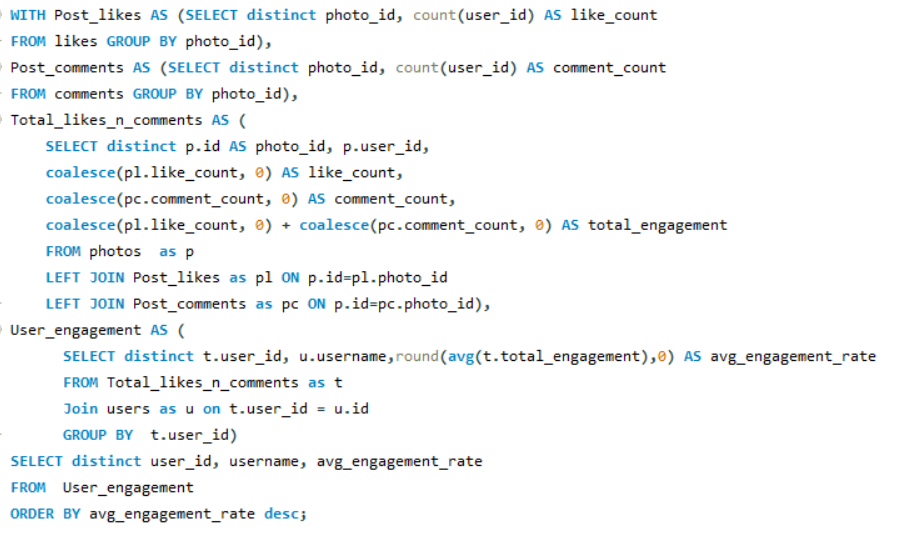 WITH Post_likes AS (SELECT distinct photo_id, count(user_id) AS like_count
FROM likes GROUP BY photo_id),
Post_comments AS (SELECT distinct photo_id, count(user_id) AS comment_count
FROM comments GROUP BY photo_id),
Total_likes_n_comments AS (
SELECT distinct p.id AS photo_id, p.user_id,
coalesce(pl.like_count, 0) AS like_count,
coalesce(pc.comment_count, 0) AS comment_count,
coalesce(pl.like_count, 0) + coalesce(pc.comment_count, 0) AS total_engagement
FROM photos  as p
LEFT JOIN Post_likes as pl ON p.id=pl.photo_id
LEFT JOIN Post_comments as pc ON p.id=pc.photo_id),
User_engagement AS (
SELECT distinct t.user_id, u.username,round(avg(t.total_engagement),0) AS avg_engagement_rate
FROM Total_likes_n_comments as t
Join users as u on t.user_id = u.id
GROUP BY  t.user_id)
SELECT distinct user_id, username, avg_engagement_rate
FROM  User_engagement
ORDER BY avg_engagement_rate desc;